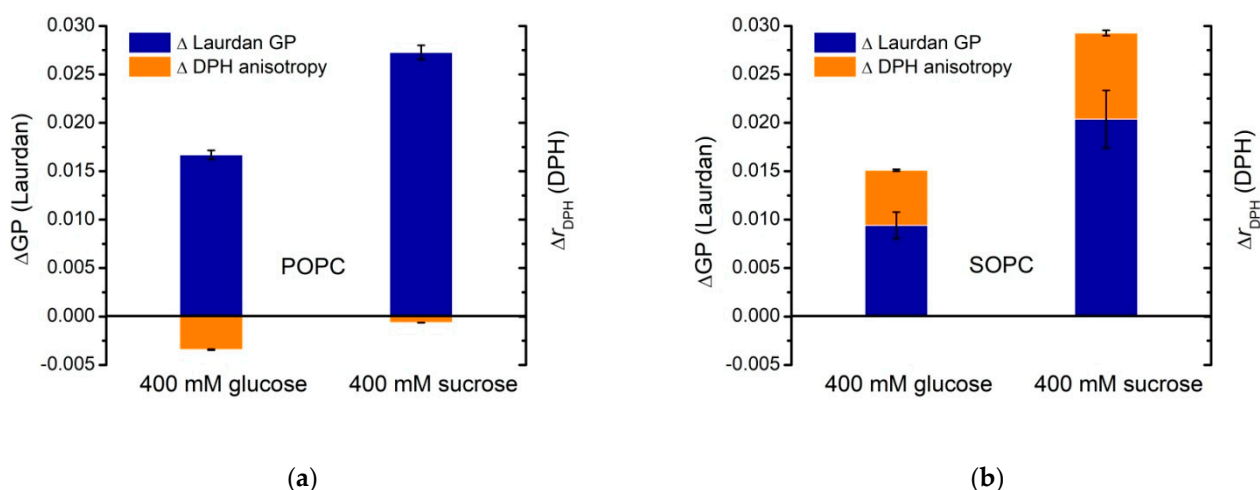 0.030
0.025
0.020
0.015
0.010
0.005
0.000
-0.005
ΔGP (Laurdan)
Δ Laurdan GP
Δ DPH anisotropy
POPC
400 mM glucose
400 mM sucrose
Δr_DPH (DPH)
(a)
0.030
0.025
0.020
0.015
0.010
0.005
0.000
-0.005
ΔGP (Laurdan)
Δ Laurdan GP
Δ DPH anisotropy
SOPC
400 mM glucose
400 mM sucrose
Δr_DPH (DPH)
(b)